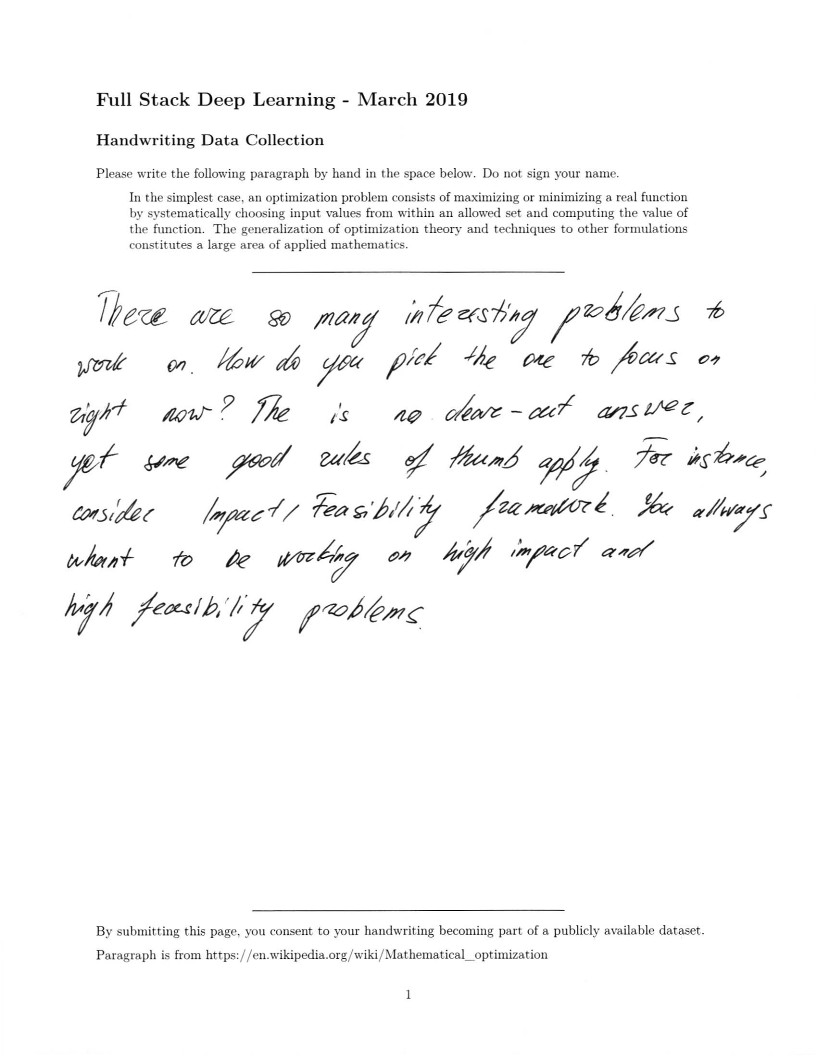 Full Stack Deep Learning - March 2019
Handwriting Data Collection
Please write the following paragraph by hand in the space below. Do not sign your name.
In the simplest case, an optimization problem consists of maximizing or minimizing a real function
by systematically choosing input values from within an allowed set and computing the value of
the function. The generalization of optimization theory and techniques to other formulations
constitutes a large area of applied mathematics.
There are so many interesting problems to
work on. How do you pick the one to focus on
right now? The is no cleare-cut answer,
yet some good rules of thumb apply. For instance,
consider Impact/Feasibility framework. You allways
whant to be working on high impact and
high feasibility problems.
By submitting this page, you consent to your handwriting becoming part of a publicly available dataset.
Paragraph is from https://en.wikipedia.org/wiki/Mathematical_optimization
1